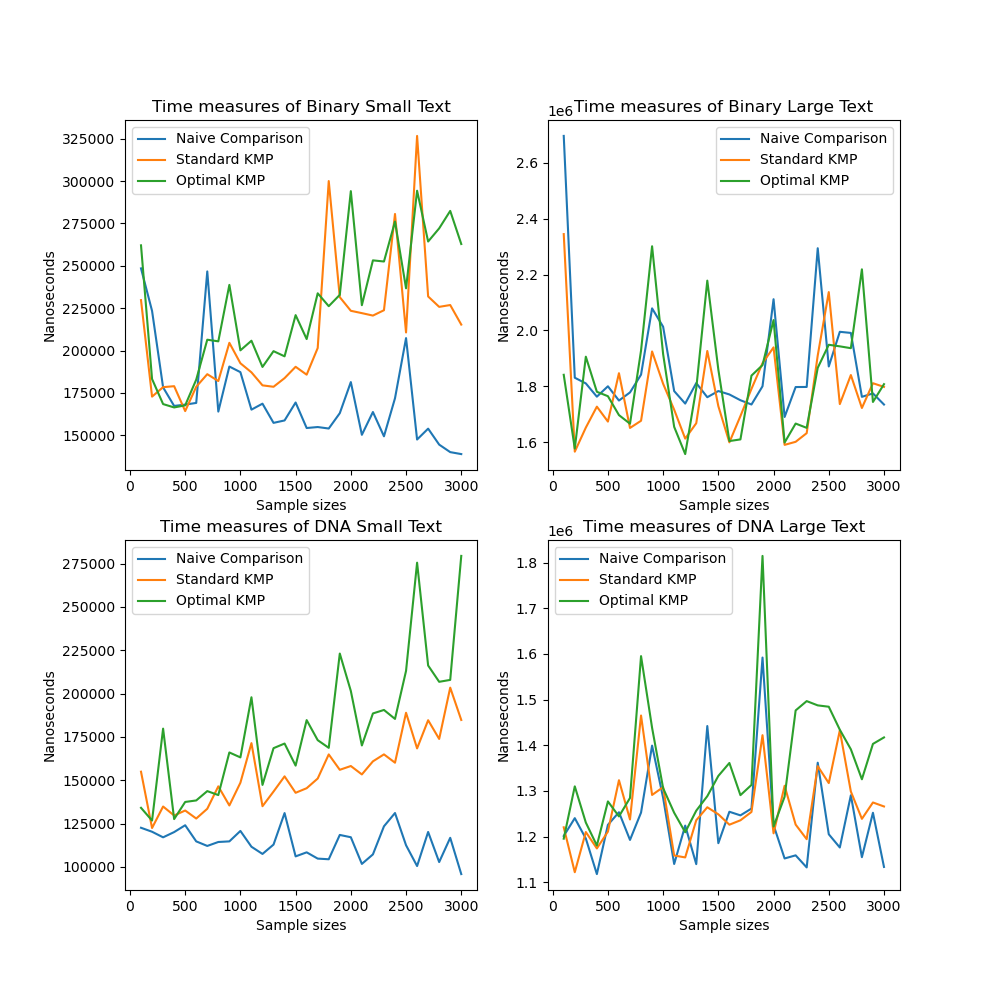 Time measures of Binary Small Text
Nanoseconds
325000
300000
275000
250000
225000
200000
175000
150000
Naive Comparison
Standard KMP
Optimal KMP
0 500 1000 1500 2000 2500 3000
Sample sizes
1e6
Time measures of Binary Large Text
Nanoseconds
2.6
2.4
2.2
2.0
1.8
1.6
Naive Comparison
Standard KMP
Optimal KMP
0 500 1000 1500 2000 2500 3000
Sample sizes
Time measures of DNA Small Text
Nanoseconds
275000
250000
225000
200000
175000
150000
125000
100000
Naive Comparison
Standard KMP
Optimal KMP
0 500 1000 1500 2000 2500 3000
Sample sizes
1e6
Time measures of DNA Large Text
Nanoseconds
1.8
1.7
1.6
1.5
1.4
1.3
1.2
1.1
Naive Comparison
Standard KMP
Optimal KMP
0 500 1000 1500 2000 2500 3000
Sample sizes